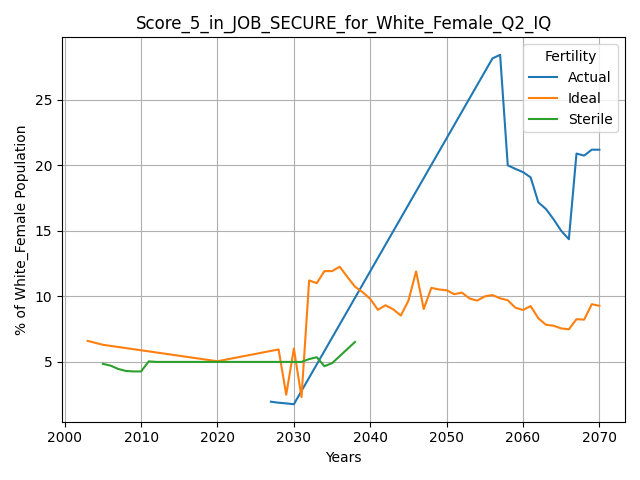 Score_5_in_JOB_SECURE_for_White_Female_Q2_IQ
Fertility
Actual
Ideal
Sterile
% of White_Female Population
25
20
15
10
5
2000 2010 2020 2030 2040 2050 2060 2070
Years